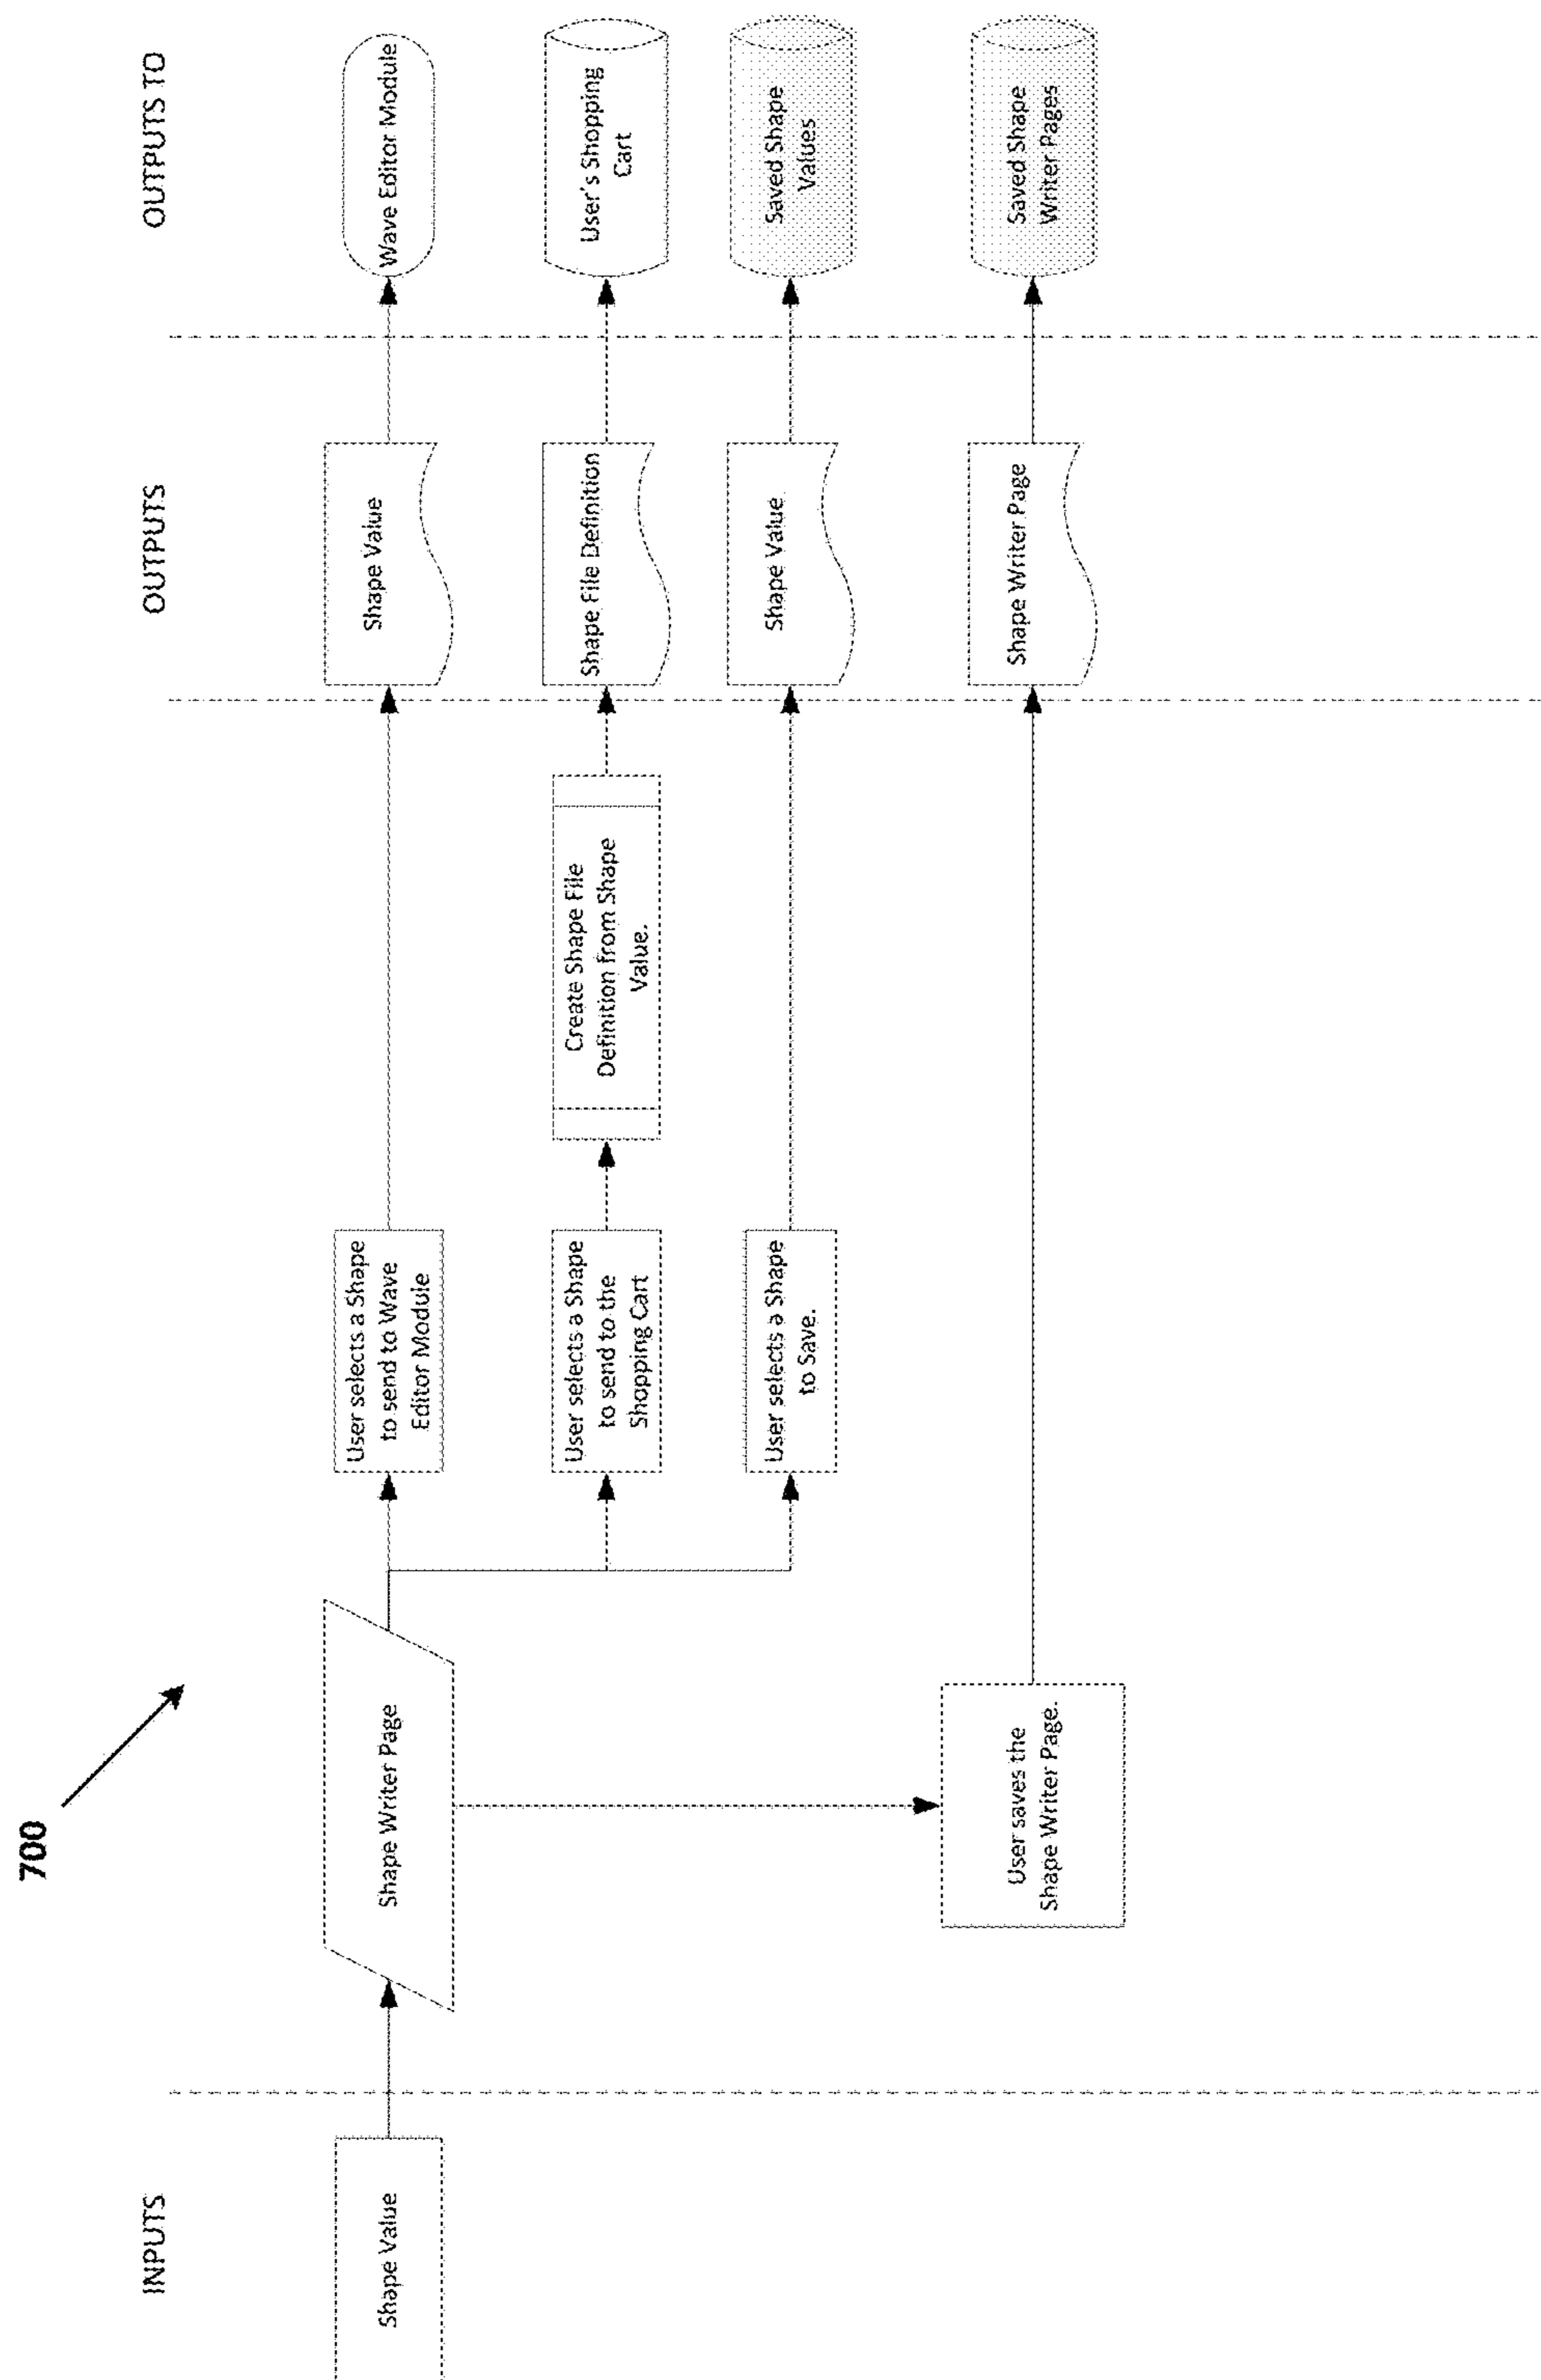 700
INPUTS
OUTPUTS
OUTPUTS TO
Shape Value
Shape Writer Page
User selects a Shape
to send to Wave
Editor Module
Shape Value
Wave Editor Module
User selects a Shape
to send to the
Shopping Cart
Create Shape File
Definition from Shape
Value.
Shape File Definition
User's Shopping
Cart
User selects a Shape
to Save.
Shape Value
Saved Shape
Values
User saves the
Shape Writer Page.
Shape Writer Page
Saved Shape
Writer Pages